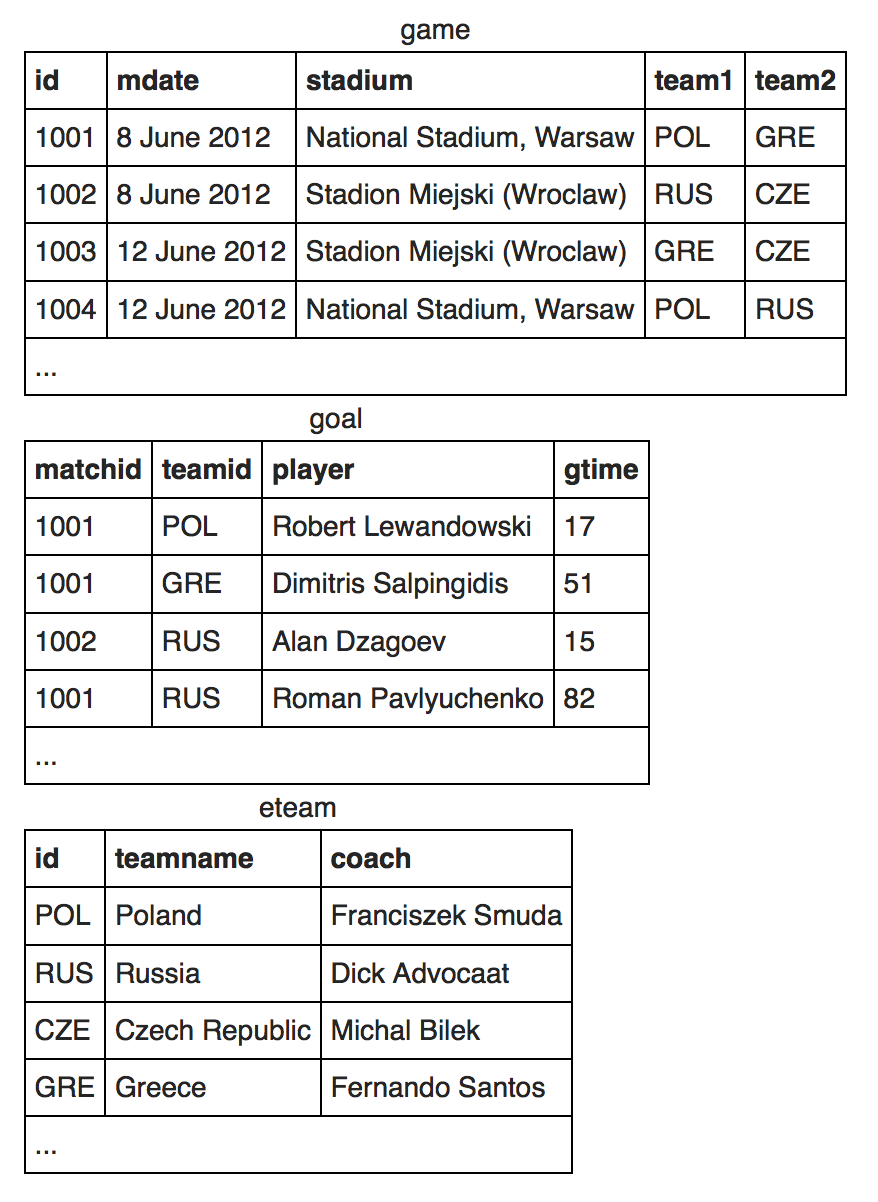 game
id mdate stadium team1 team2
1001 8 June 2012 National Stadium, Warsaw POL GRE
1002 8 June 2012 Stadion Miejski (Wroclaw) RUS CZE
1003 12 June 2012 Stadion Miejski (Wroclaw) GRE CZE
1004 12 June 2012 National Stadium, Warsaw POL RUS
...
goal
matchid teamid player gtime
1001 POL Robert Lewandowski 17
1001 GRE Dimitris Salpingidis 51
1002 RUS Alan Dzagoev 15
1001 RUS Roman Pavlyuchenko 82
...
eteam
id teamname coach
POL Poland Franciszek Smuda
RUS Russia Dick Advocaat
CZE Czech Republic Michal Bilek
GRE Greece Fernando Santos
...